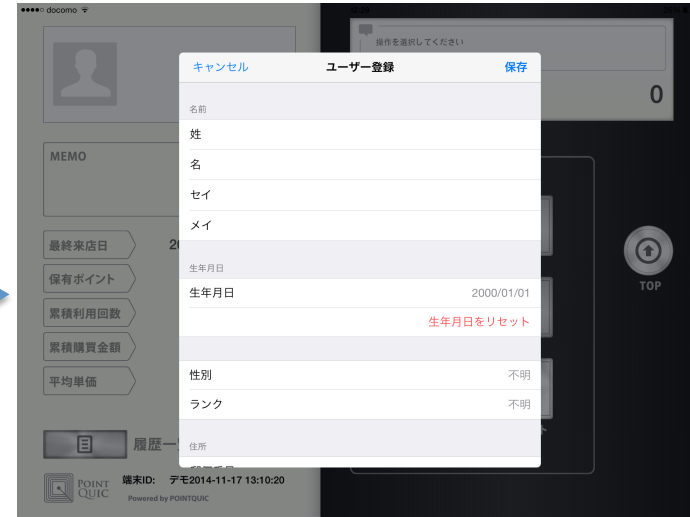 docomo
操作を選択してください
キャンセル
ユーザー登録
保存
0
名前
姓
MEMO
名
セイ
メイ
最終来店日
20
生年月日
保有ポイント
生年月日
2000/01/01
TOP
累積利用回数
生年月日をリセット
累積購買金額
平均単価
性別
不明
ランク
不明
履歴一
住所
POINT
QUIC
端末ID:
デモ2014-11-17 13:10:20
Powered by POINTQUIC